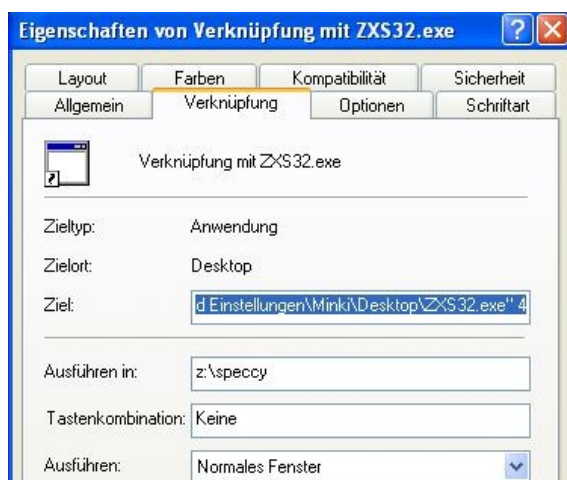 Eigenschaften von Verknüpfung mit ZXS32.exe
Layout Farben Kompatibilität Sicherheit
Allgemein Verknüpfung Optionen Schriftart
Verknüpfung mit ZXS32.exe
Zieltyp: Anwendung
Zielort: Desktop
Ziel: d Einstellungen\Minki\Desktop\ZXS32.exe" 4
Ausführen in: z:\speccy
Tastenkombination: Keine
Ausführen: Normales Fenster